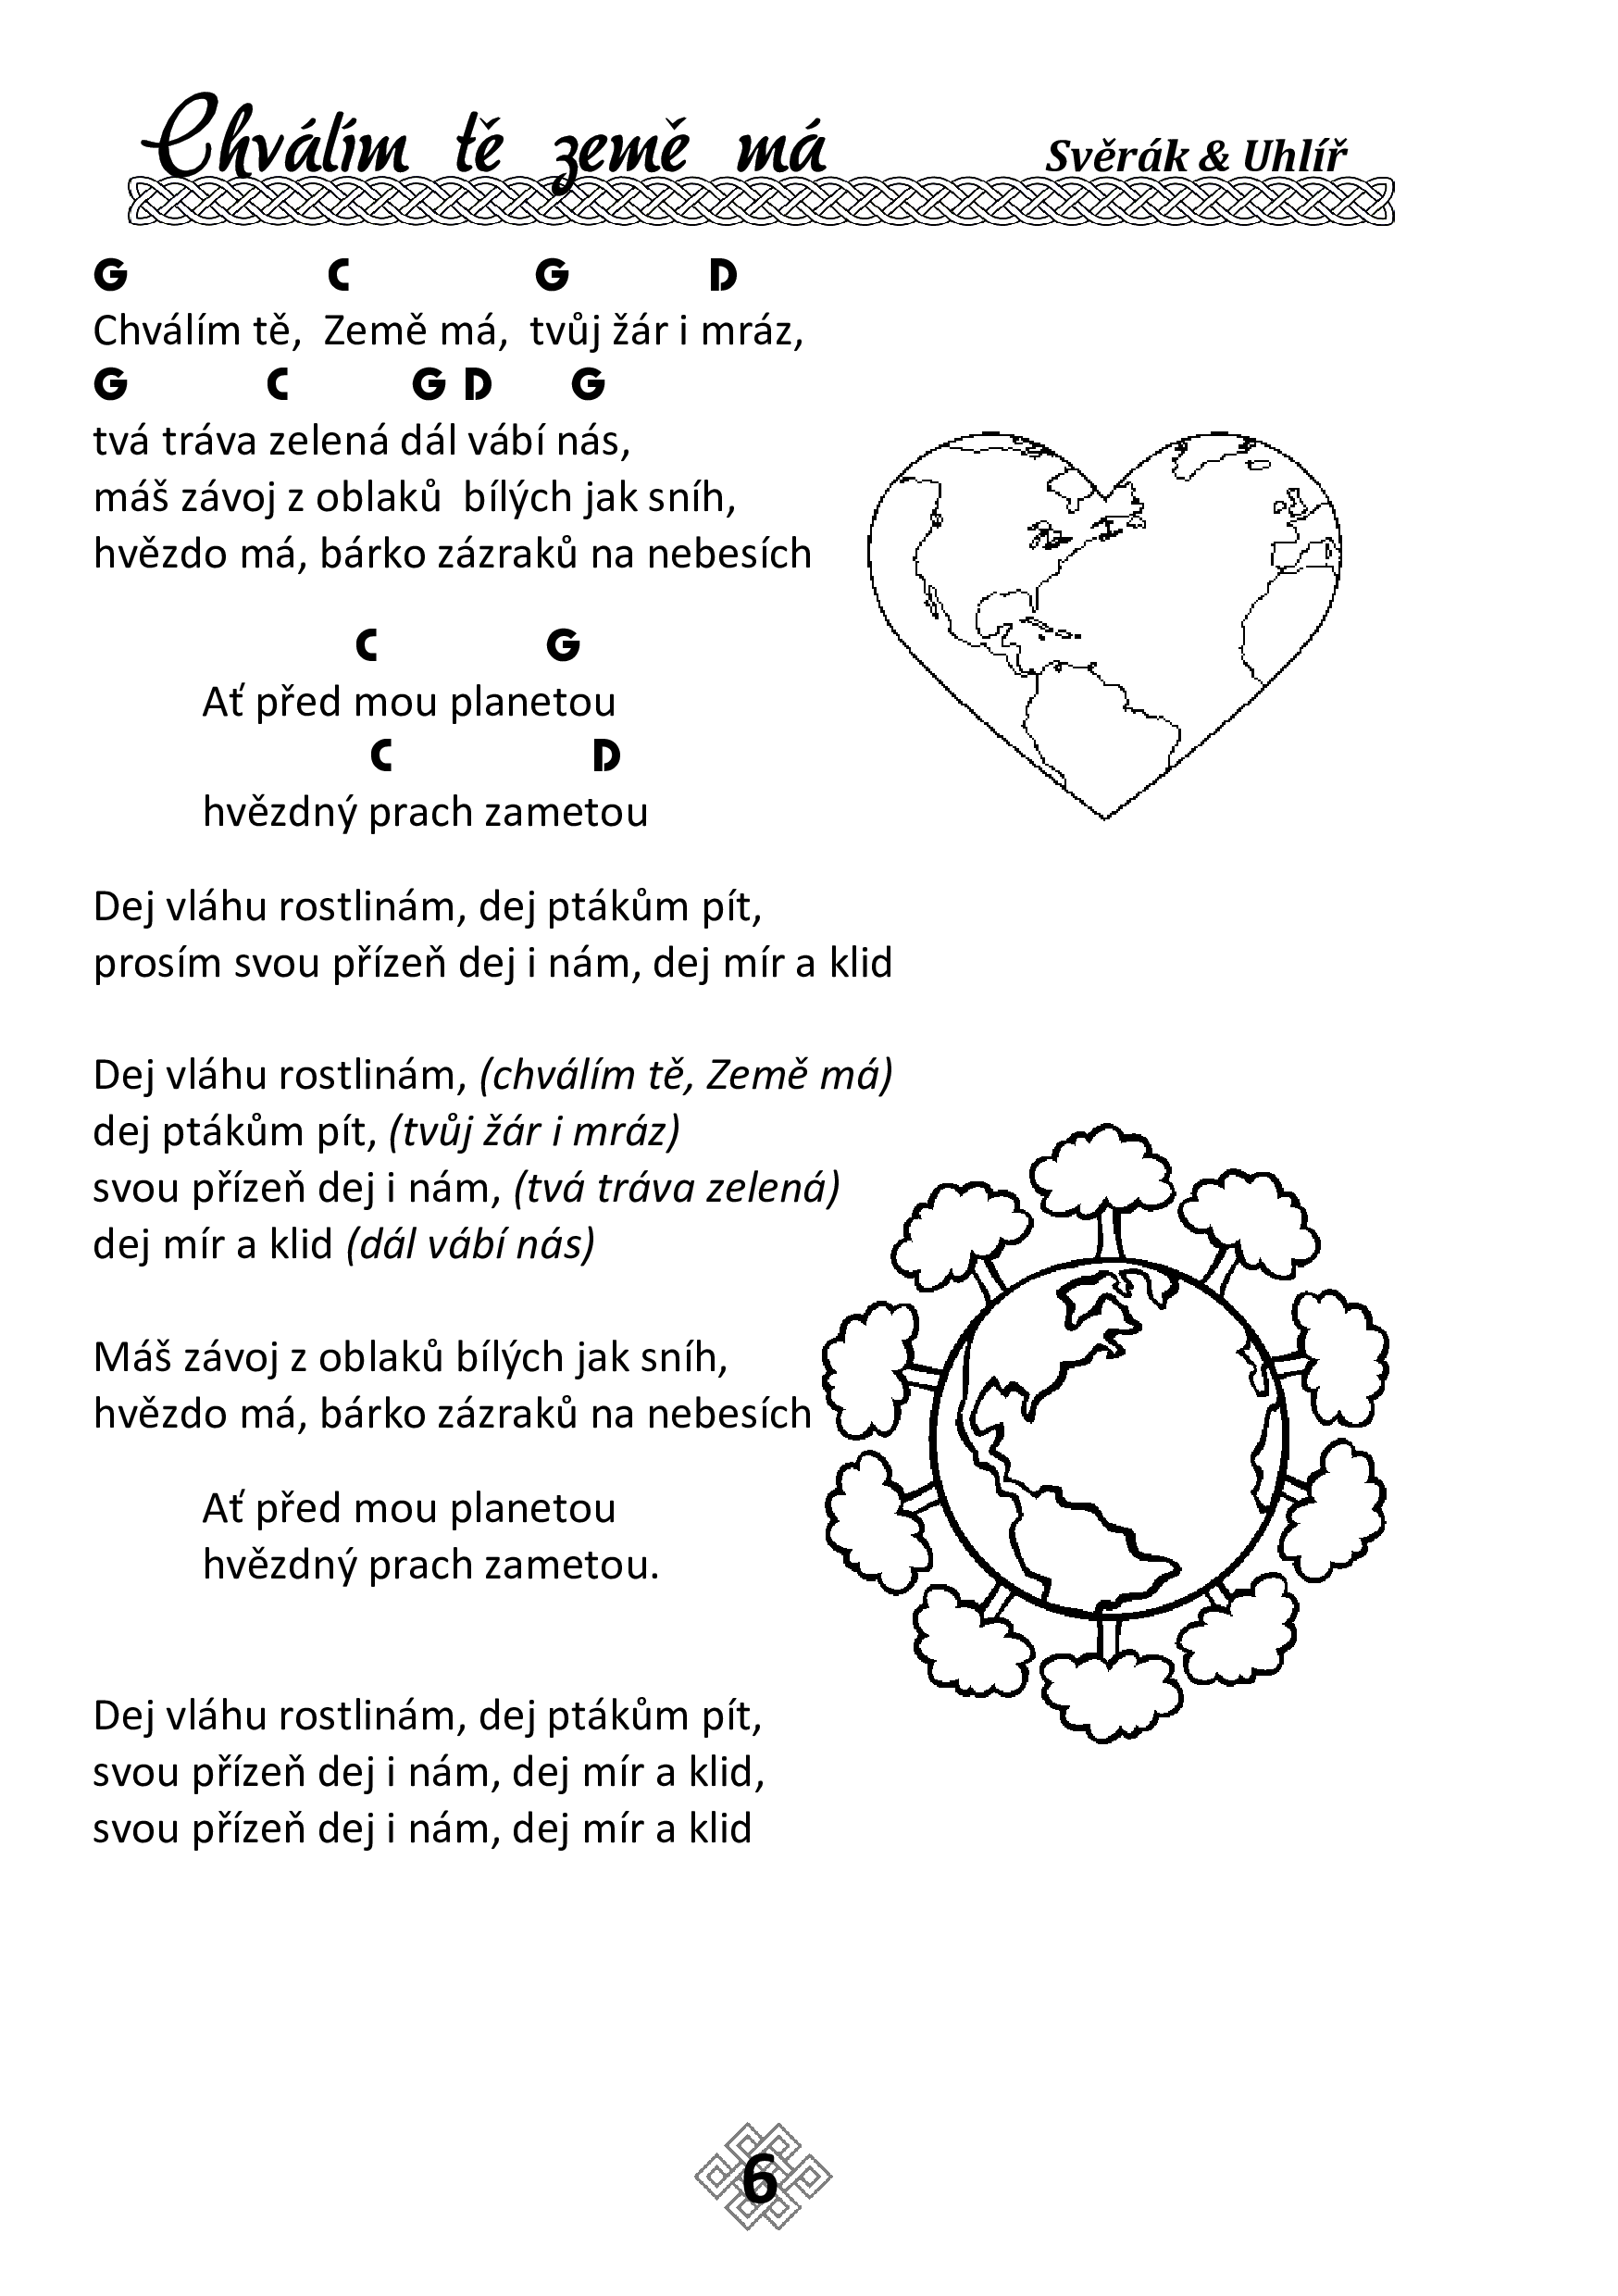 Chválím tě země má Svěrák & Uhlíř
G C G D
Chválím tě, Země má, tvůj žár i mráz,
G C G D G
tvá tráva zelená dál vábí nás,
máš závoj z oblaků bílých jak sníh,
hvězdo má, bárko zázraků na nebesích
C G
Ať před mou planetou
C D
hvězdný prach zametou
Dej vláhu rostlinám, dej ptákům pít,
prosím svou přízeň dej i nám, dej mír a klid
Dej vláhu rostlinám, (chválím tě, Země má)
dej ptákům pít, (tvůj žár i mráz)
svou přízeň dej i nám, (tvá tráva zelená)
dej mír a klid (dál vábí nás)
Máš závoj z oblaků bílých jak sníh,
hvězdo má, bárko zázraků na nebesích
Ať před mou planetou
hvězdný prach zametou.
Dej vláhu rostlinám, dej ptákům pít,
svou přízeň dej i nám, dej mír a klid,
svou přízeň dej i nám, dej mír a klid
6